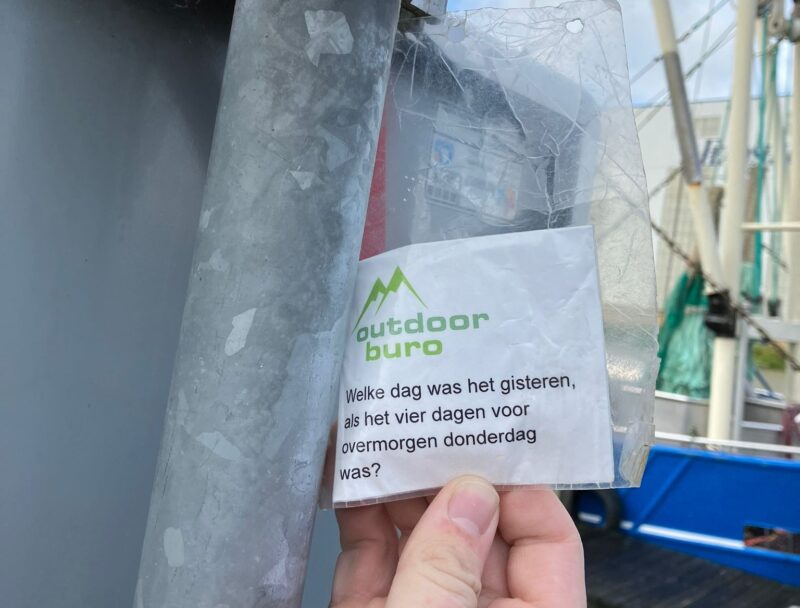 outdoor
buro
Welke dag was het gisteren,
als het vier dagen voor
overmorgen donderdag
was?